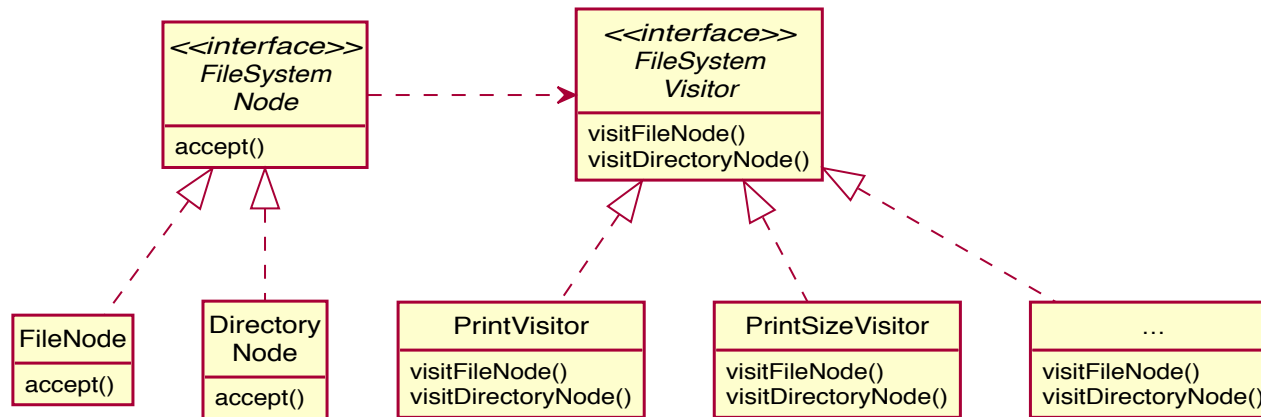 <<interface>>
FileSystem
Node
accept()
<<interface>>
FileSystem
Visitor
visitFileNode()
visitDirectoryNode()
FileNode
accept()
Directory
Node
accept()
PrintVisitor
visitFileNode()
visitDirectoryNode()
PrintSizeVisitor
visitFileNode()
visitDirectoryNode()
...
visitFileNode()
visitDirectoryNode()